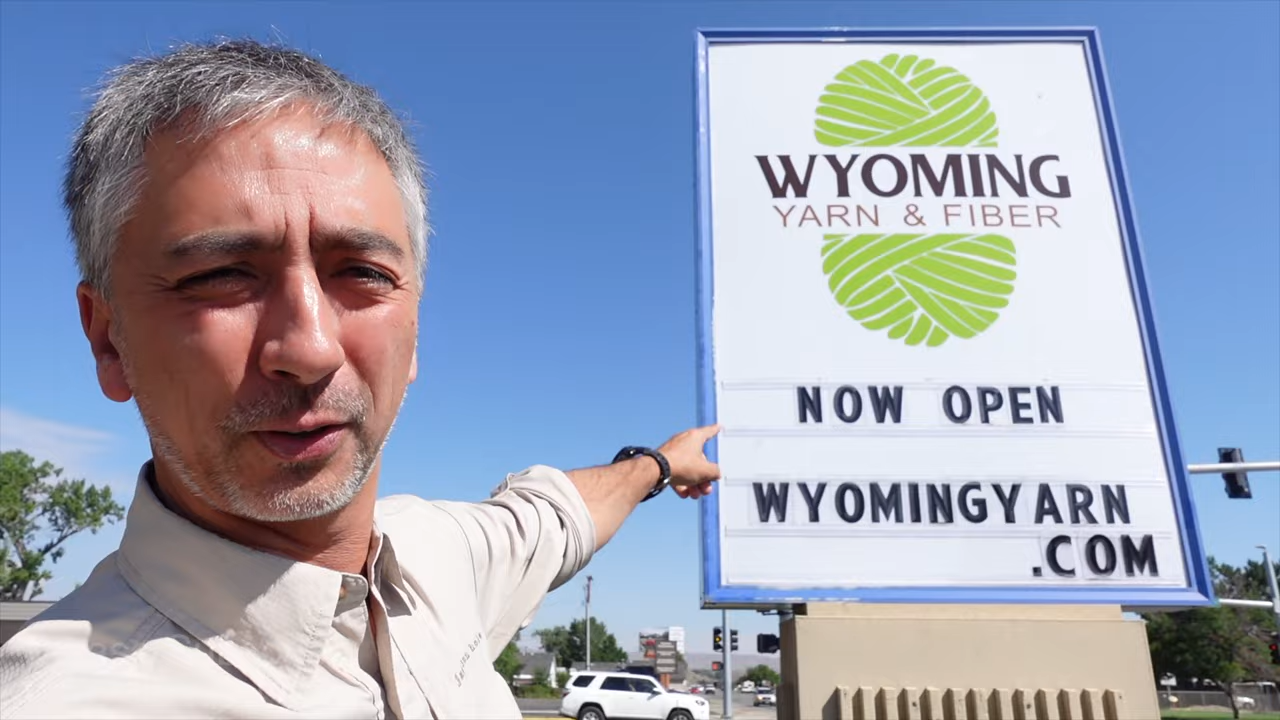 WYOMING
YARN & FIBER
NOW OPEN
WYOMINGYARN
.COM